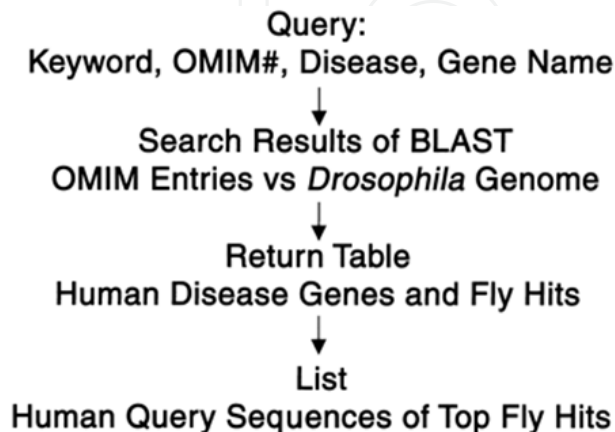 Query:
Keyword, OMIM#, Disease, Gene Name
Search Results of BLAST
OMIM Entries vs Drosophila Genome
Return Table
Human Disease Genes and Fly Hits
List
Human Query Sequences of Top Fly Hits